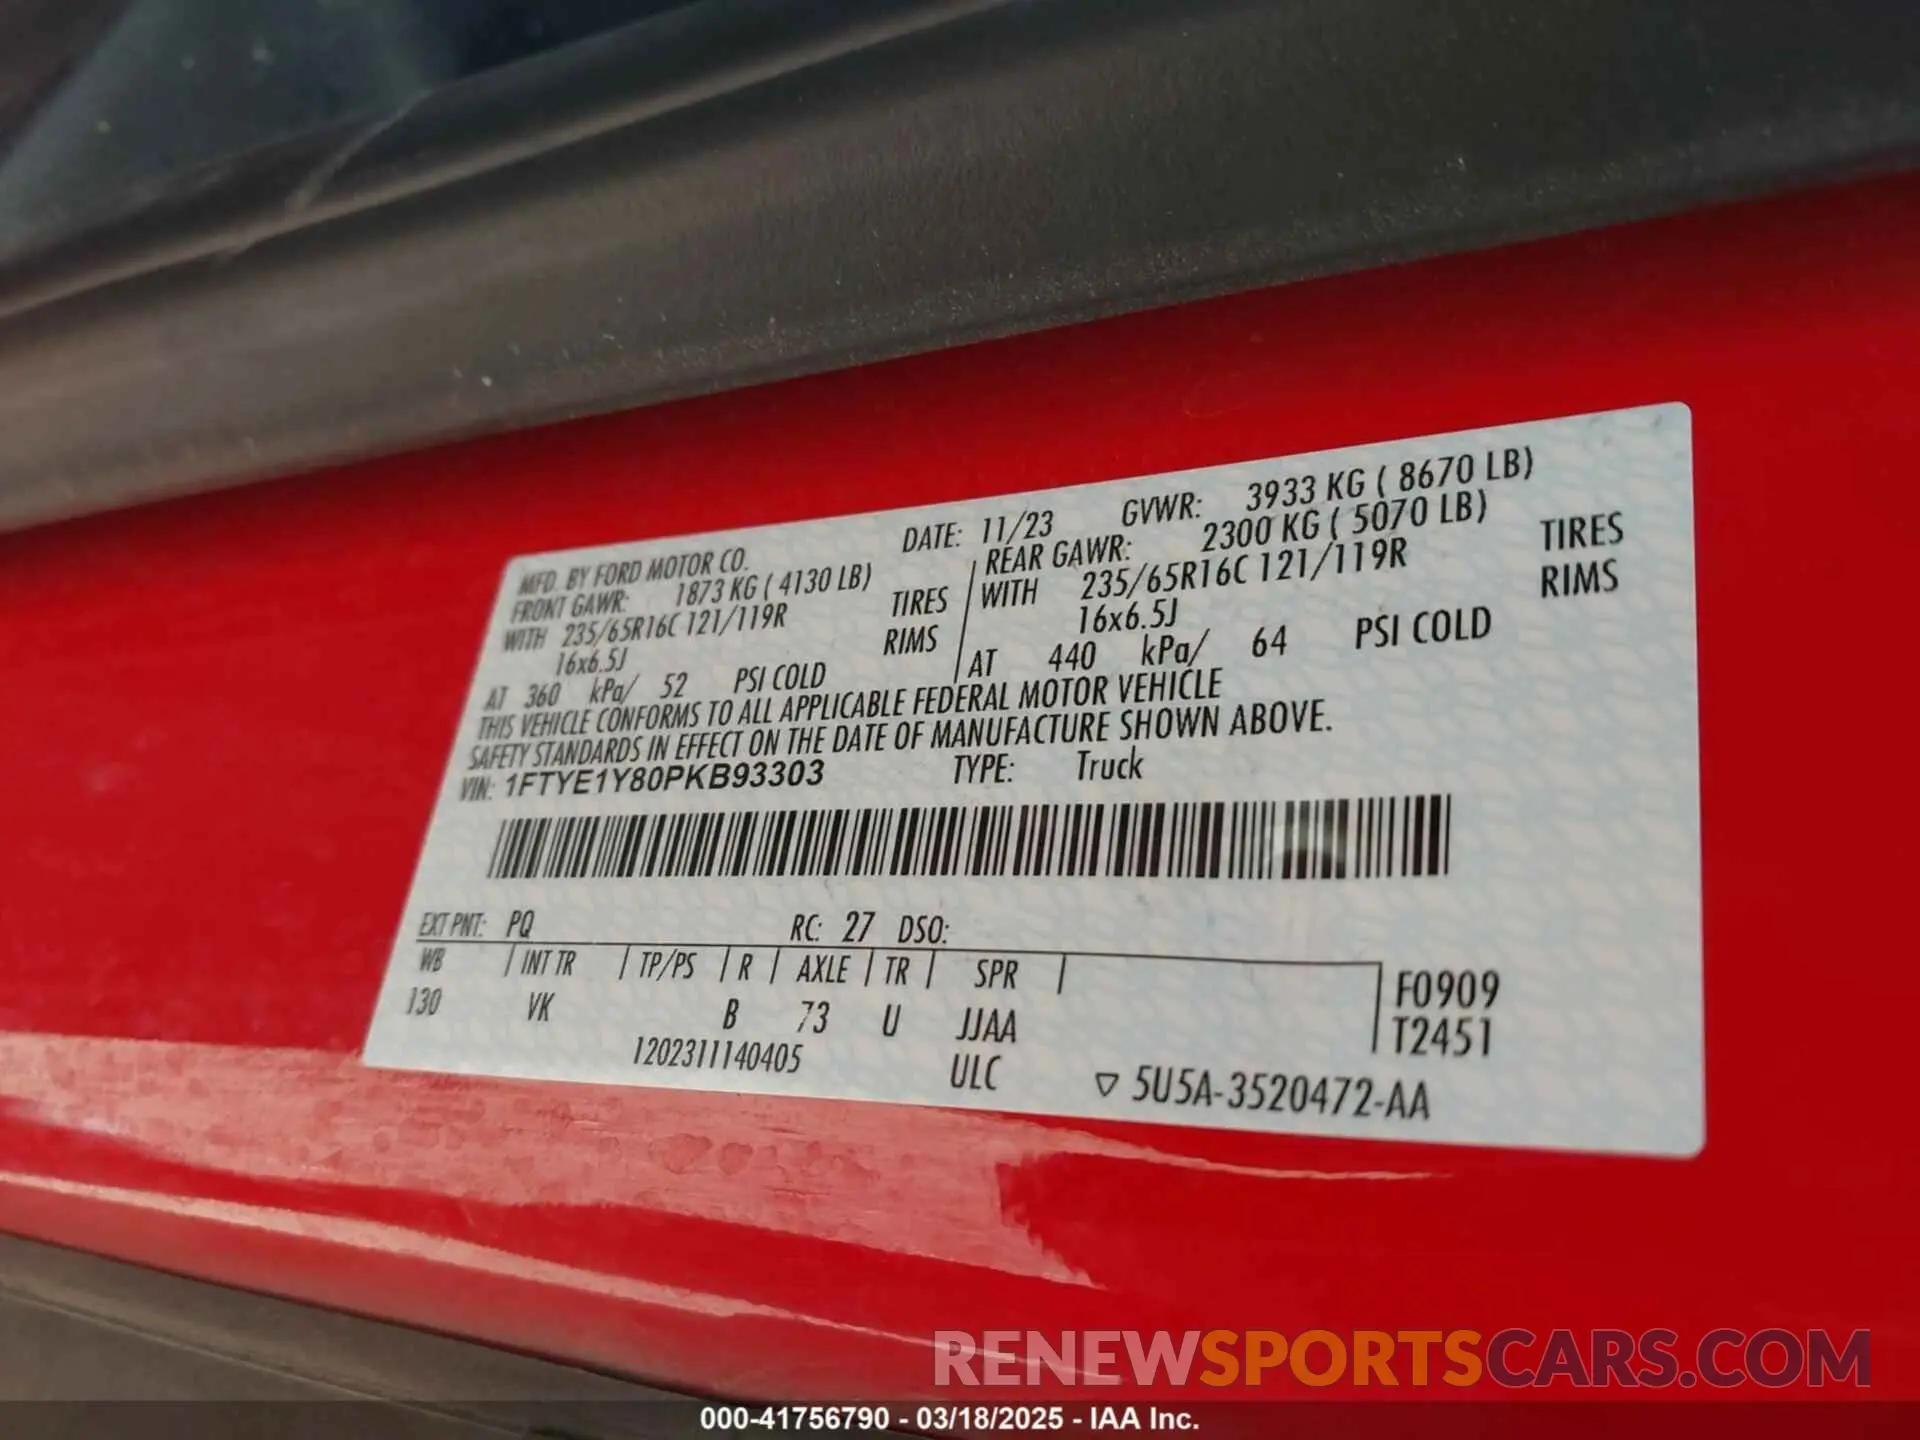 MFD. BY FORD MOTOR CO. DATE: 11/23 GVWR: 3933 KG ( 8670 LB)
FRONT GAWR: 1873 KG ( 4130 LB) REAR GAWR: 2300 KG ( 5070 LB)
WITH 235/65R16C 121/119R TIRES WITH 235/65R16C 121/119R TIRES
16x6.5J RIMS 16x6.5J RIMS
AT 360 kPa/ 52 PSI COLD AT 440 kPa/ 64 PSI COLD
THIS VEHICLE CONFORMS TO ALL APPLICABLE FEDERAL MOTOR VEHICLE
SAFETY STANDARDS IN EFFECT ON THE DATE OF MANUFACTURE SHOWN ABOVE.
VIN: 1FTYE1Y80PKB93303 TYPE: Truck
EXT PNT: PQ RC: 27 DSO:
WB INT TR TP/PS R AXLE TR SPR F0909
130 VK B 73 U JJAA T2451
1202311140405 ULC ▽ 5U5A-3520472-AA
RENEWSPORTSCARS.COM
000-41756790 - 03/18/2025 - IAA Inc.